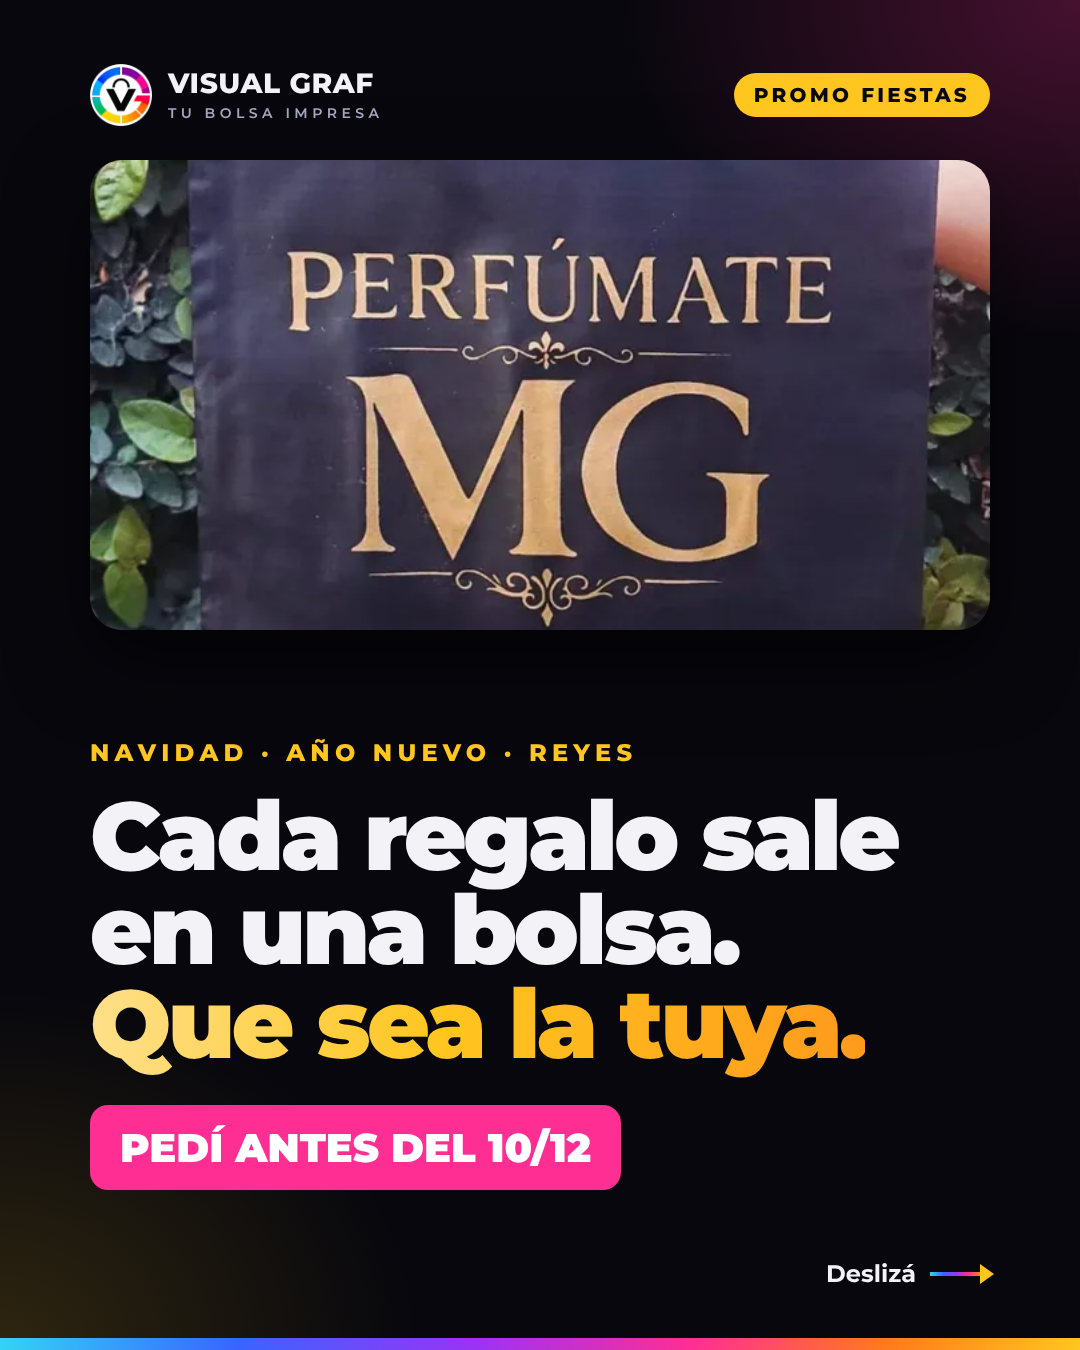 VISUAL GRAF
TU BOLSA IMPRESA
PROMO FIESTAS
PERFÚMATE
MG
NAVIDAD · AÑO NUEVO · REYES
Cada regalo sale
en una bolsa.
Que sea la tuya.
PEDÍ ANTES DEL 10/12
Deslizá